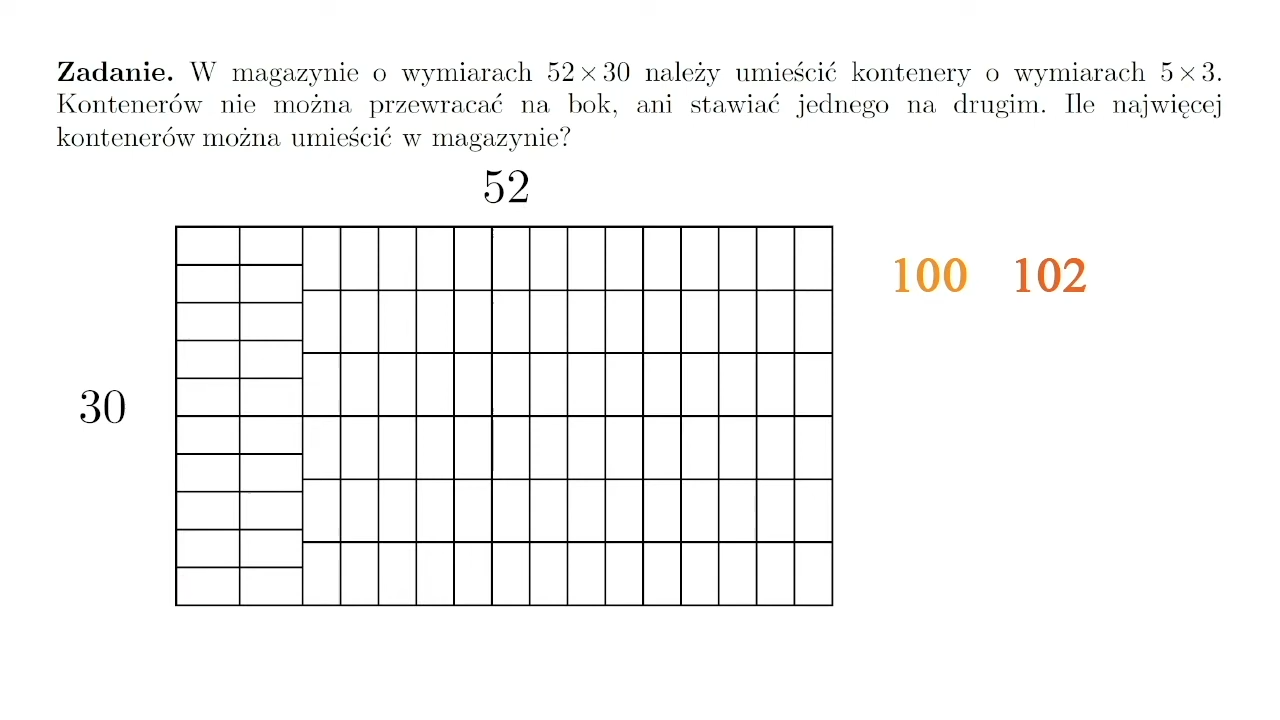 Zadanie. W magazynie o wymiarach 52×30 należy umieścić kontenery o wymiarach 5×3.
Kontenerów nie można przewracać na bok, ani stawiać jednego na drugim. Ile najwięcej
kontenerów można umieścić w magazynie?
52
100 102
30